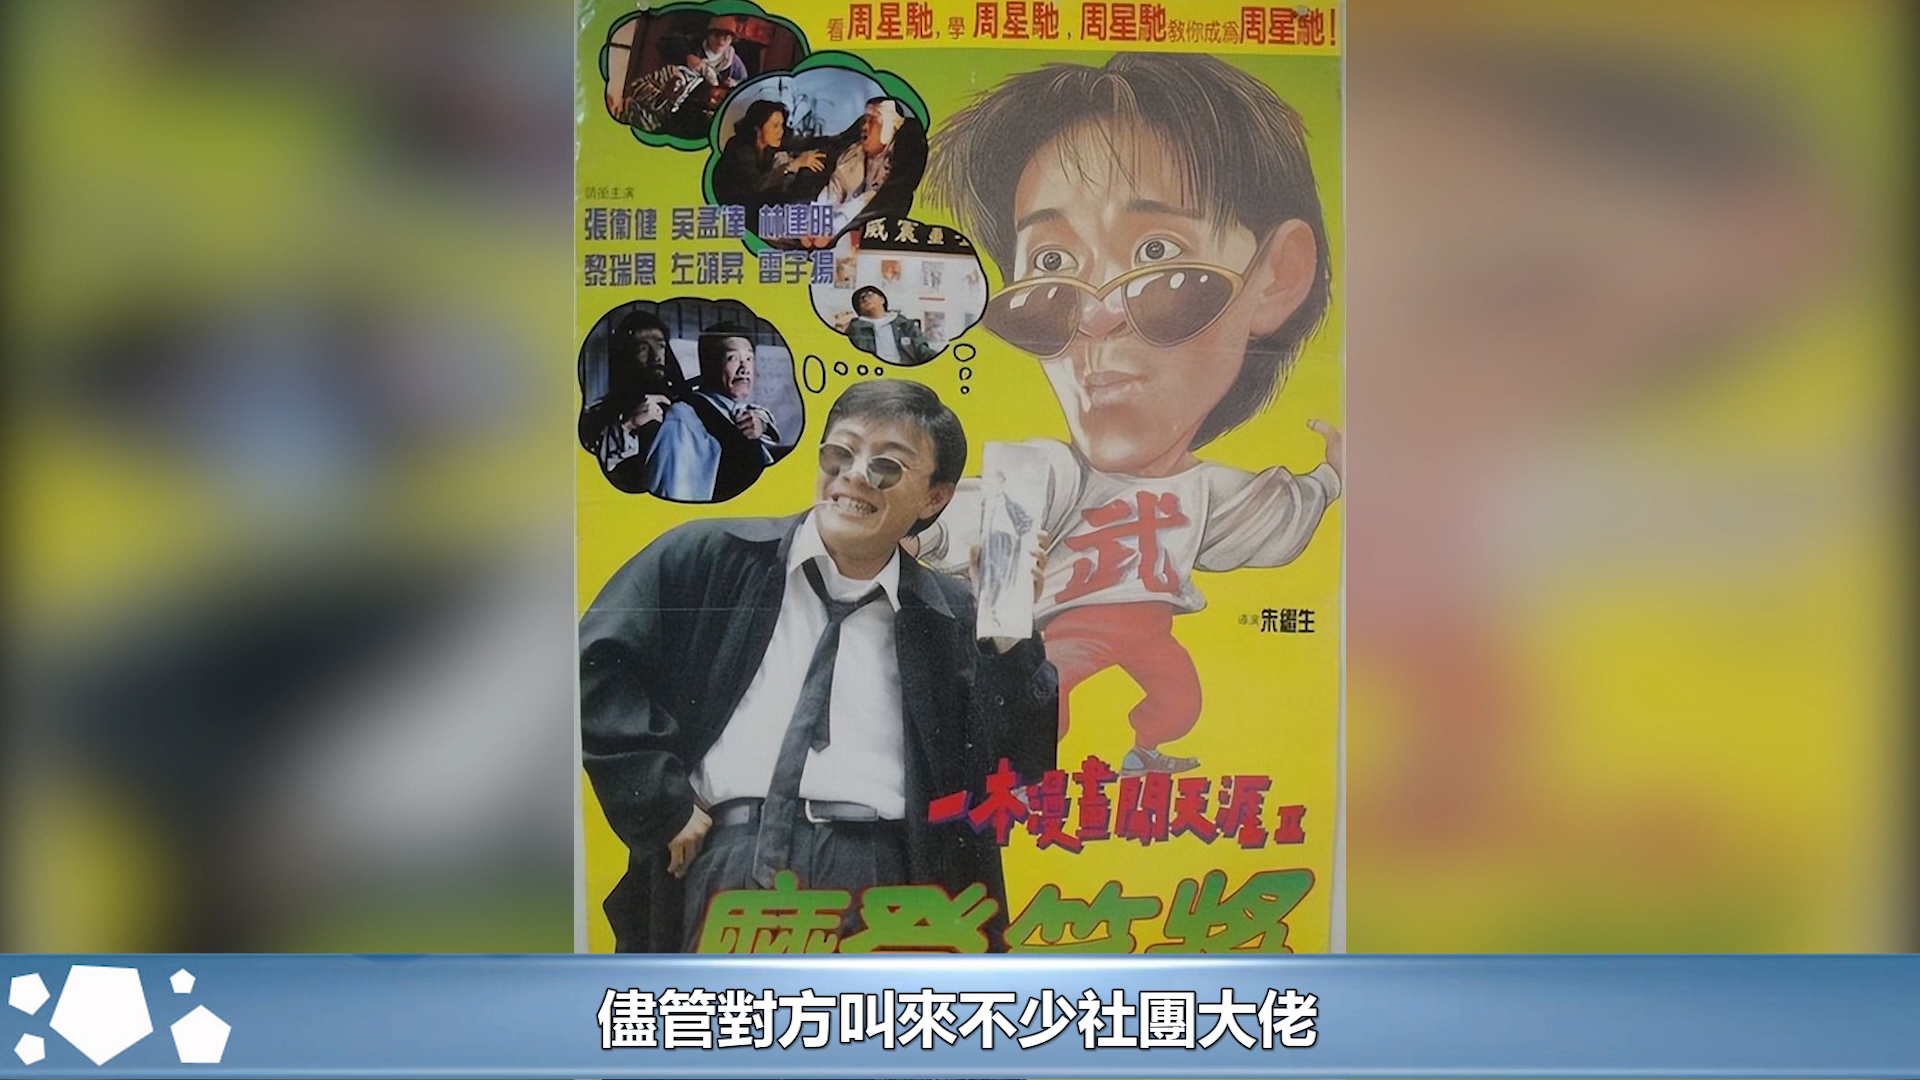 看周星馳,學周星馳,周星馳教你成為周星馳!
領銜主演
張衞健 吳孟達 林建明
黎瑞恩 左頌昇 雷宇揚
威震
武
導演朱繼生
一本漫畫闖天涯II
儘管對方叫來不少社團大佬